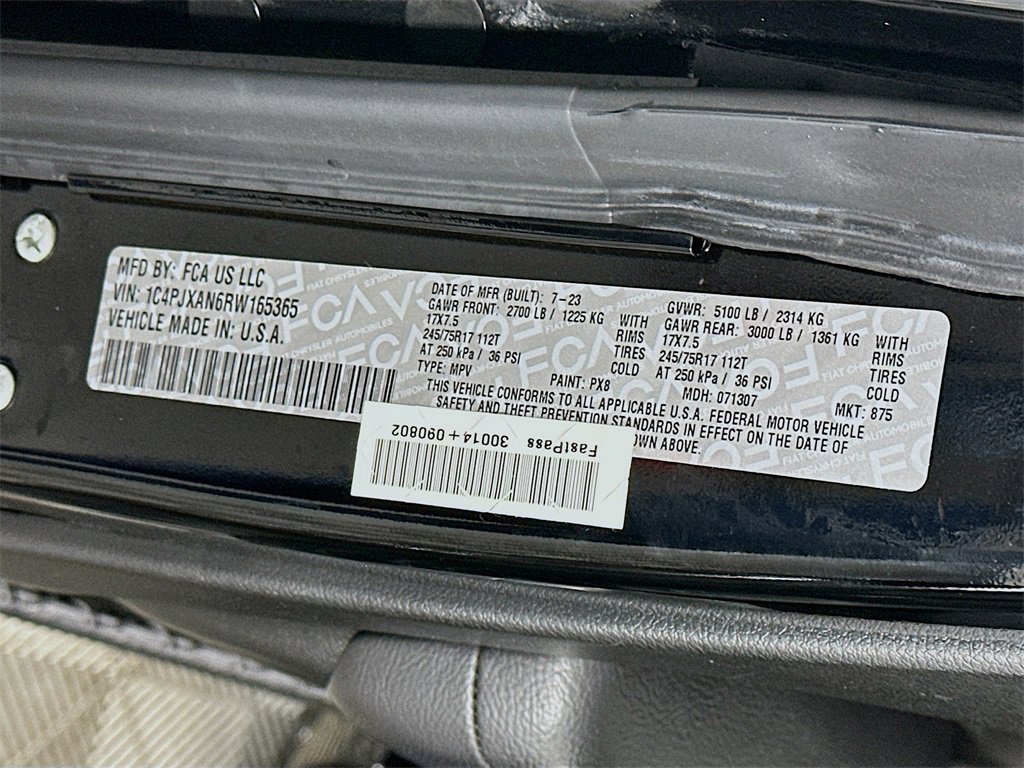 MFD BY: FCA US LLC
VIN: 1C4PJXAN6RW165365
VEHICLE MADE IN: U.S.A.
DATE OF MFR (BUILT): 7-23
GAWR FRONT: 2700 LB / 1225 KG WITH
17X7.5 RIMS
245/75R17 112T TIRES
AT 250 kPa / 36 PSI COLD
TYPE: MPV PAINT: PX8
GVWR: 5100 LB / 2314 KG
GAWR REAR: 3000 LB / 1361 KG WITH
17X7.5 RIMS
245/75R17 112T TIRES
AT 250 kPa / 36 PSI COLD
MDH: 071307 MKT: 875
THIS VEHICLE CONFORMS TO ALL APPLICABLE U.S.A. FEDERAL MOTOR VEHICLE
SAFETY AND THEFT PREVENTION STANDARDS IN EFFECT ON THE DATE OF
OWN ABOVE.
FastPass 30014+090802